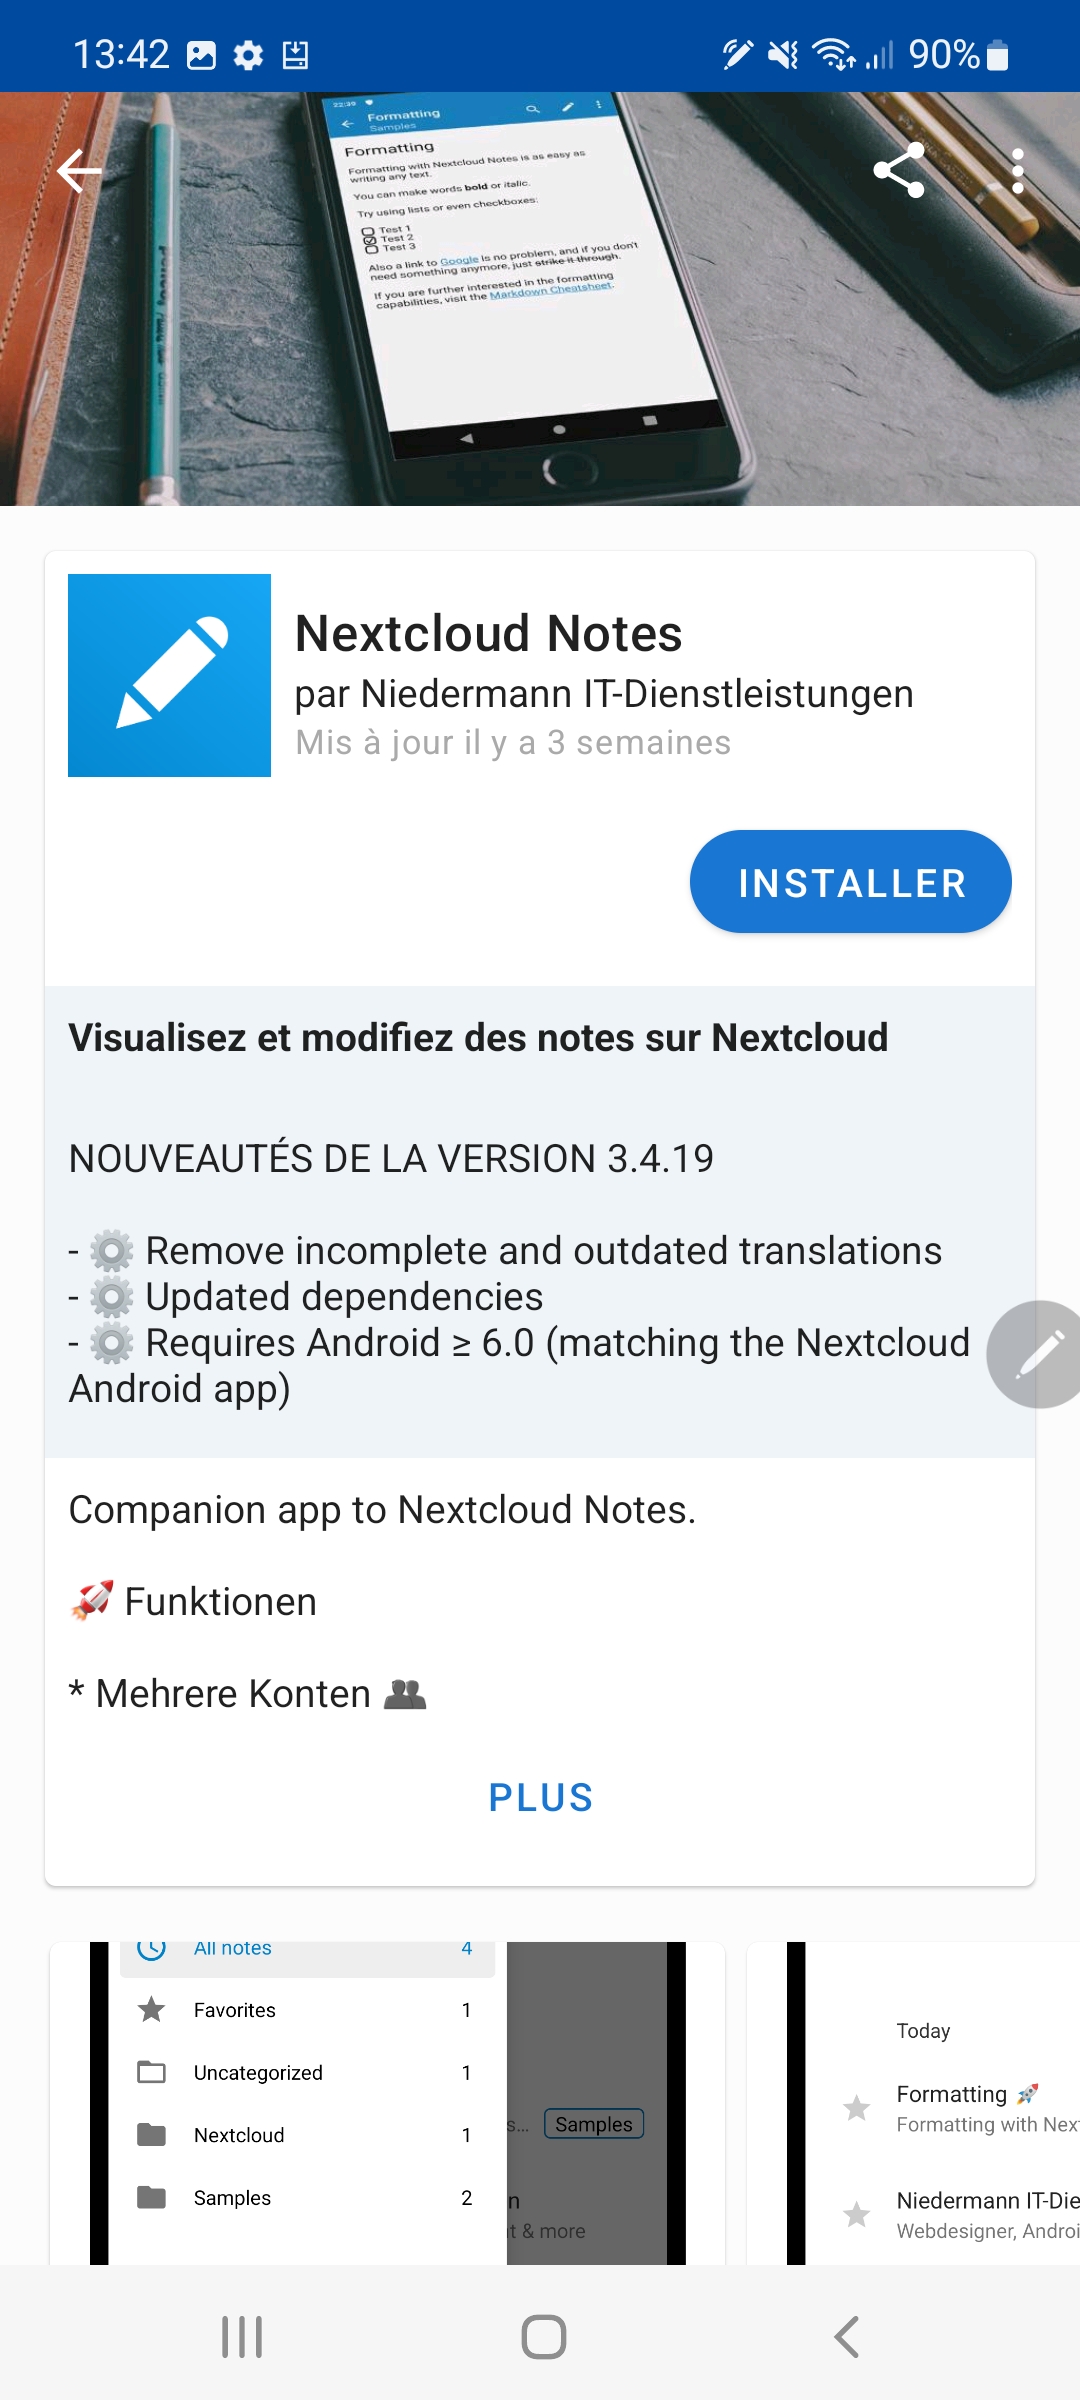 13:42
90%
22:39
Formatting
Samples
Formatting
Formatting with Nextcloud Notes is as easy as
writing any text.
You can make words bold or italic.
Try using lists or even checkboxes:
Test 1
Test 2
Test 3
Also a link to Google is no problem, and if you don't
need something anymore, just strike it through.
If you are further interested in the formatting
capabilities, visit the Markdown Cheatsheet.
Nextcloud Notes
par Niedermann IT-Dienstleistungen
Mis à jour il y a 3 semaines
INSTALLER
Visualisez et modifiez des notes sur Nextcloud
NOUVEAUTÉS DE LA VERSION 3.4.19
- ⚙ Remove incomplete and outdated translations
- ⚙ Updated dependencies
- ⚙ Requires Android ≥ 6.0 (matching the Nextcloud
Android app)
Companion app to Nextcloud Notes.
🚀 Funktionen
* Mehrere Konten 👥
PLUS
All notes 4
Favorites 1
Uncategorized 1
Nextcloud 1
Samples 2
s... Samples
n
t & more
Today
Formatting 🚀
Formatting with Nex
Niedermann IT-Die
Webdesigner, Androi